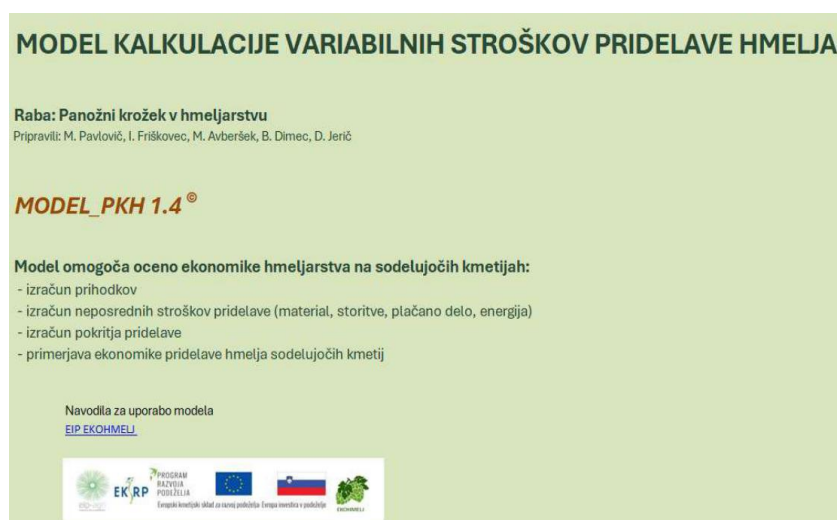 MODEL KALKULACIJE VARIABILNIH STROŠKOV PRIDELAVE HMELJA
Raba: Panožni krožek v hmeljarstvu
Pripravili: M. Pavlovič, I. Friškovec, M. Avberšek, B. Dimec, D. Jerič
MODEL_PKH 1.4 ©
Model omogoča oceno ekonomike hmeljarstva na sodelujočih kmetijah:
- izračun prihodkov
- izračun neposrednih stroškov pridelave (material, storitve, plačano delo, energija)
- izračun pokritja pridelave
- primerjava ekonomike pridelave hmelja sodelujočih kmetij
Navodila za uporabo modela
EIP EKOHMELJ
EKSRP
PROGRAM
RAZVOJA
PODEŽELJA
Evropski kmetijski sklad za razvoj podeželja: Evropa investira v podeželje
EKOHMELJ